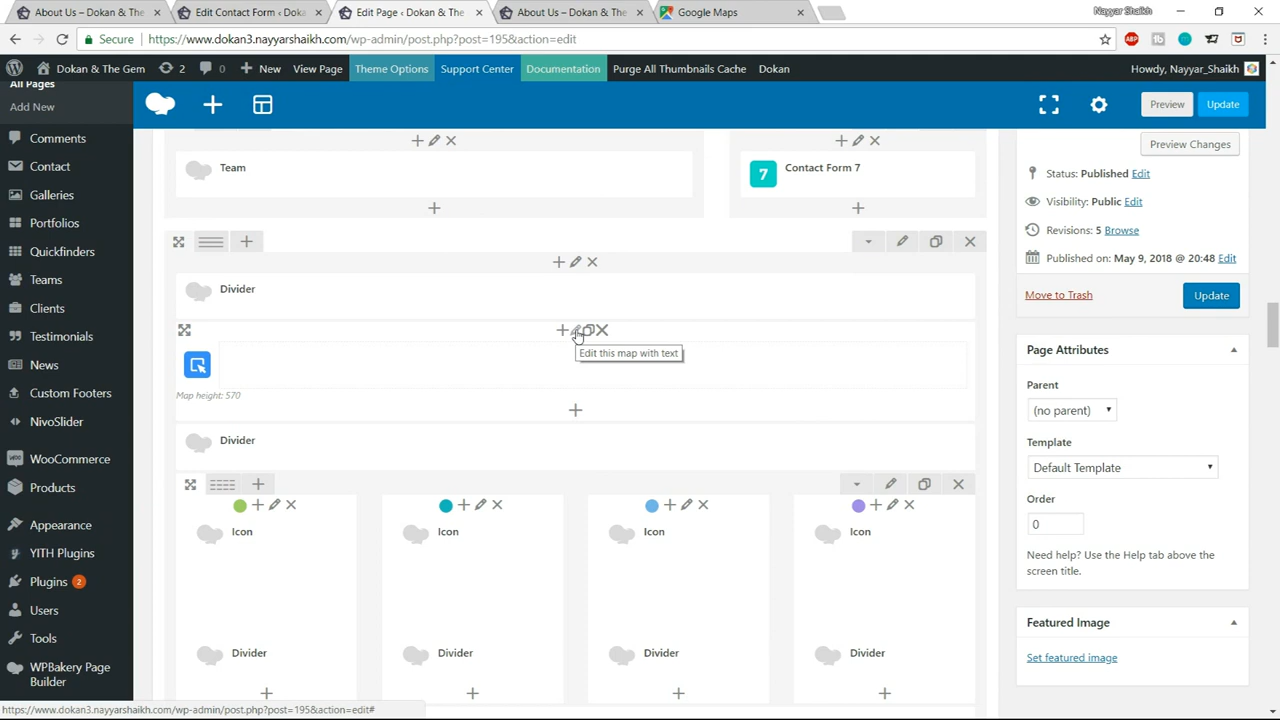 About Us – Dokan & The
Edit Contact Form ‹ Doka
Edit Page ‹ Dokan & The
About Us – Dokan & The
Google Maps
Nayyar Shaikh
Secure
https://www.dokan3.nayyarshaikh.com/wp-admin/post.php?post=195&action=edit
Dokan & The Gem
2
0
New
View Page
Theme Options
Support Center
Documentation
Purge All Thumbnails Cache
Dokan
Howdy, Nayyar_Shaikh
All Pages
Add New
Comments
Contact
Galleries
Portfolios
Quickfinders
Teams
Clients
Testimonials
News
Custom Footers
NivoSlider
WooCommerce
Products
Appearance
YITH Plugins
Plugins 2
Users
Tools
WPBakery Page
Builder
Preview
Update
Team
7
Contact Form 7
Divider
Edit this map with text
Map height: 570
Divider
Icon
Icon
Icon
Icon
Divider
Divider
Divider
Divider
Preview Changes
Status: Published Edit
Visibility: Public Edit
Revisions: 5 Browse
Published on: May 9, 2018 @ 20:48 Edit
Move to Trash
Update
Page Attributes
Parent
(no parent)
Template
Default Template
Order
0
Need help? Use the Help tab above the
screen title.
Featured Image
Set featured image
https://www.dokan3.nayyarshaikh.com/wp-admin/post.php?post=195&action=edit#